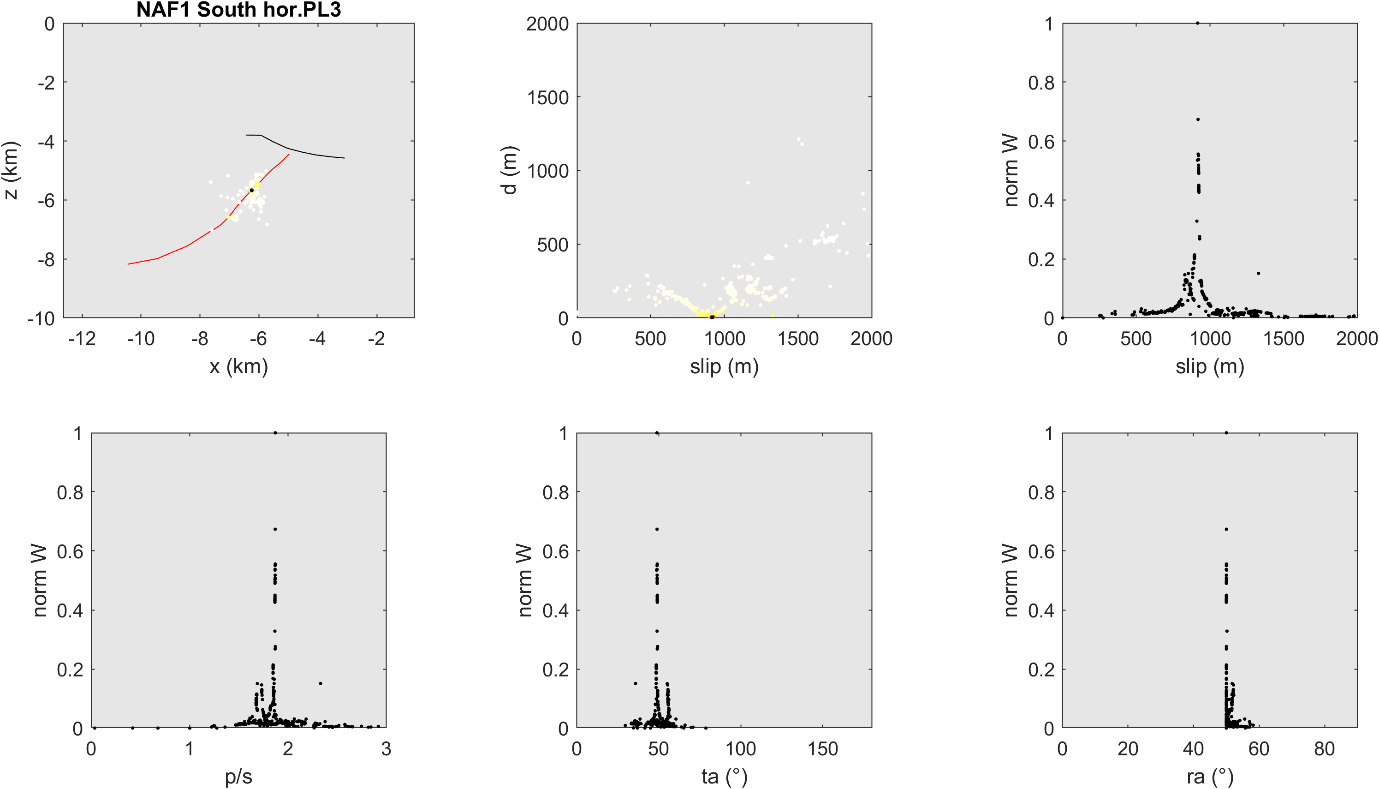 NAF1 South hor.PL3
0
-2
-4
-6
-8
-10
z (km)
-12 -10 -8 -6 -4 -2
x (km)
2000
1500
1000
500
0
d (m)
0 500 1000 1500 2000
slip (m)
1
0.8
0.6
0.4
0.2
0
norm W
0 500 1000 1500 2000
slip (m)
1
0.8
0.6
0.4
0.2
0
norm W
0 1 2 3
p/s
1
0.8
0.6
0.4
0.2
0
norm W
0 50 100 150
ta (°)
1
0.8
0.6
0.4
0.2
0
norm W
0 20 40 60 80
ra (°)